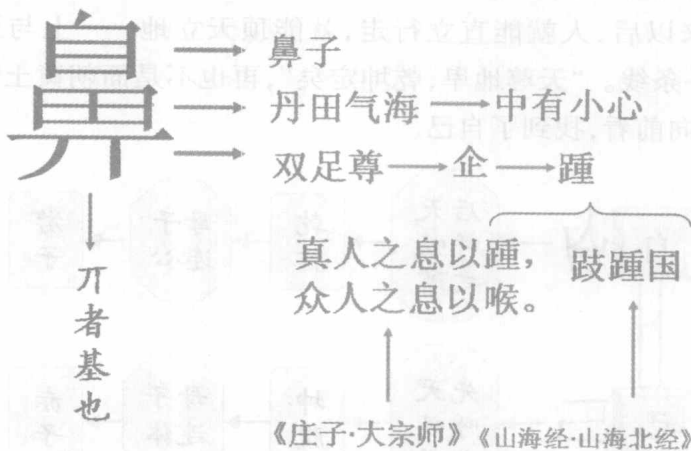 鼻
鼻子
丹田气海 中有小心
双足尊 企 踵
真人之息以踵，
众人之息以喉。
跂踵国
丌者基也
《庄子·大宗师》
《山海经·山海北经》